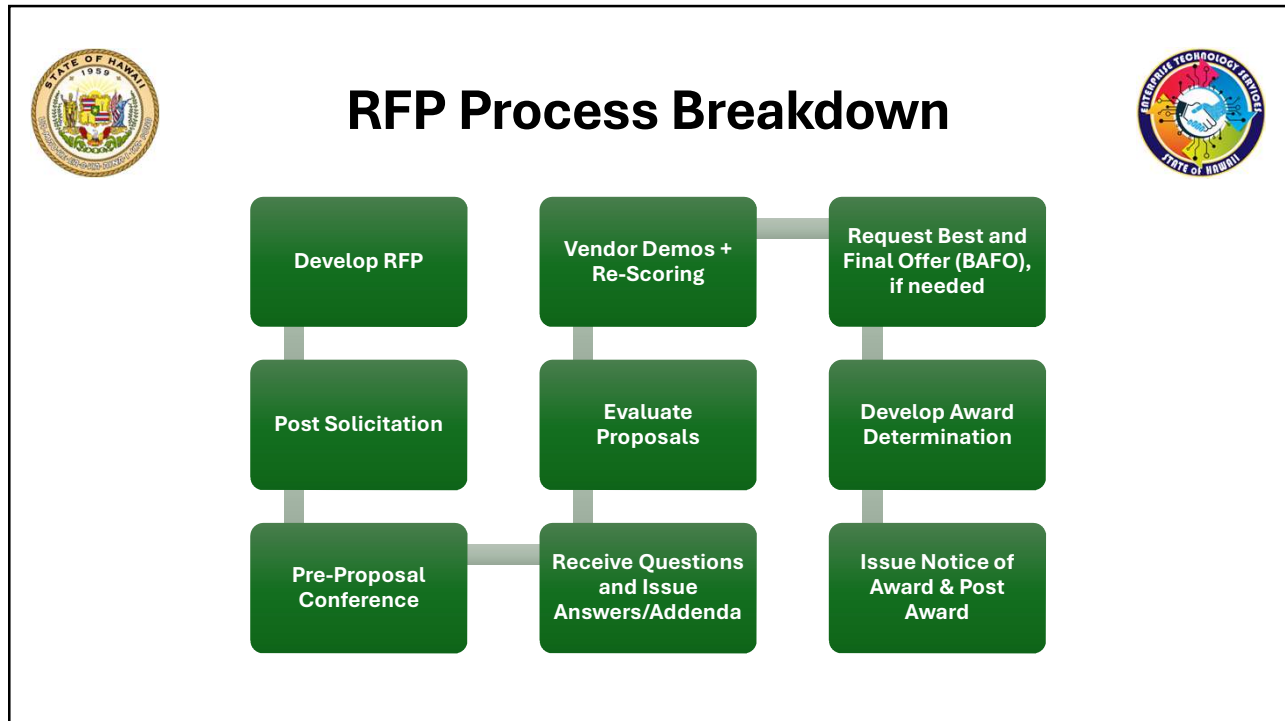 STATE OF HAWAII
1959
RFP Process Breakdown
ENTERPRISE TECHNOLOGY SERVICES
STATE OF HAWAII
Develop RFP
Post Solicitation
Pre-Proposal
Conference
Receive Questions
and Issue
Answers/Addenda
Evaluate
Proposals
Vendor Demos +
Re-Scoring
Request Best and
Final Offer (BAFO),
if needed
Develop Award
Determination
Issue Notice of
Award & Post
Award